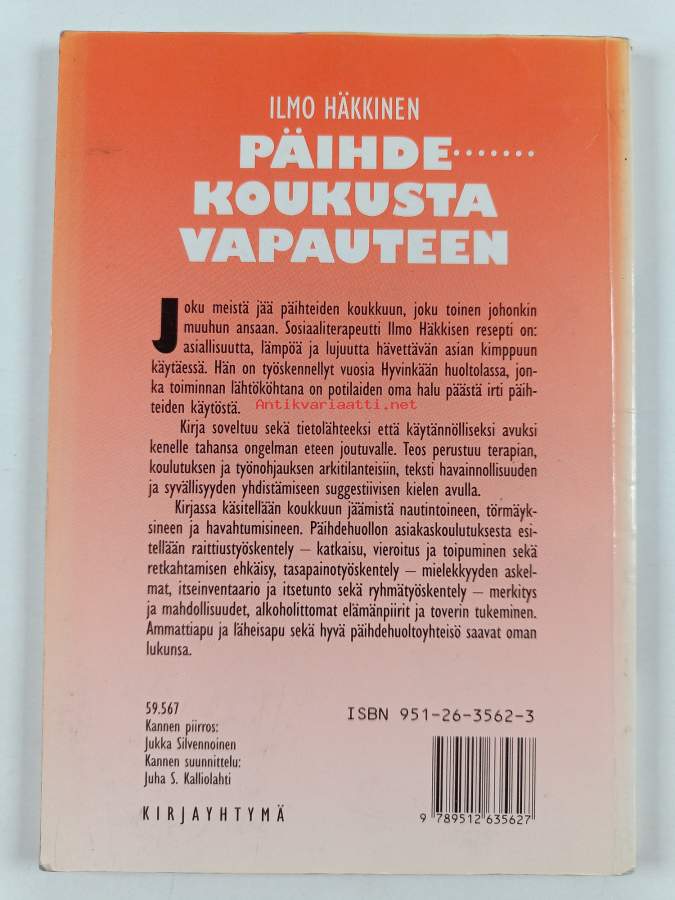 ILMO HÄKKINEN
PÄIHDE.......
KOUKUSTA
VAPAUTEEN
Joku meistä jää päihteiden koukkuun, joku toinen johonkin
muuhun ansaan. Sosiaaliterapeutti Ilmo Häkkisen resepti on:
asiallisuutta, lämpöä ja lujuutta hävettävän asian kimppuun
käytäessä. Hän on työskennellyt vuosia Hyvinkään huoltolassa, jon-
ka toiminnan lähtökohtana on potilaiden oma halu päästä irti päih-
teiden käytöstä.
Antikvariaatti.net
Kirja soveltuu sekä tietolähteeksi että käytännölliseksi avuksi
kenelle tahansa ongelman eteen joutuvalle. Teos perustuu terapian,
koulutuksen ja työnohjauksen arkitilanteisiin, teksti havainnollisuuden
ja syvällisyyden yhdistämiseen suggestiivisen kielen avulla.
Kirjassa käsitellään koukkuun jäämistä nautintoineen, törmäyk-
sineen ja havahtumisineen. Päihdehuollon asiakaskoulutuksesta esi-
tellään raittiustyöskentely – katkaisu, vieroitus ja toipuminen sekä
retkahtamisen ehkäisy, tasapainotyöskentely – mielekkyyden askel-
mat, itseinventaario ja itsetunto sekä ryhmätyöskentely – merkitys
ja mahdollisuudet, alkoholittomat elämänpiirit ja toverin tukeminen.
Ammattiapu ja läheisapu sekä hyvä päihdehuoltoyhteisö saavat oman
lukunsa.
59.567
Kannen piirros:
Jukka Silvennoinen
Kannen suunnittelu:
Juha S. Kalliolahti
KIRJAYHTYMÄ
ISBN 951-26-3562-3
9 789512 635627